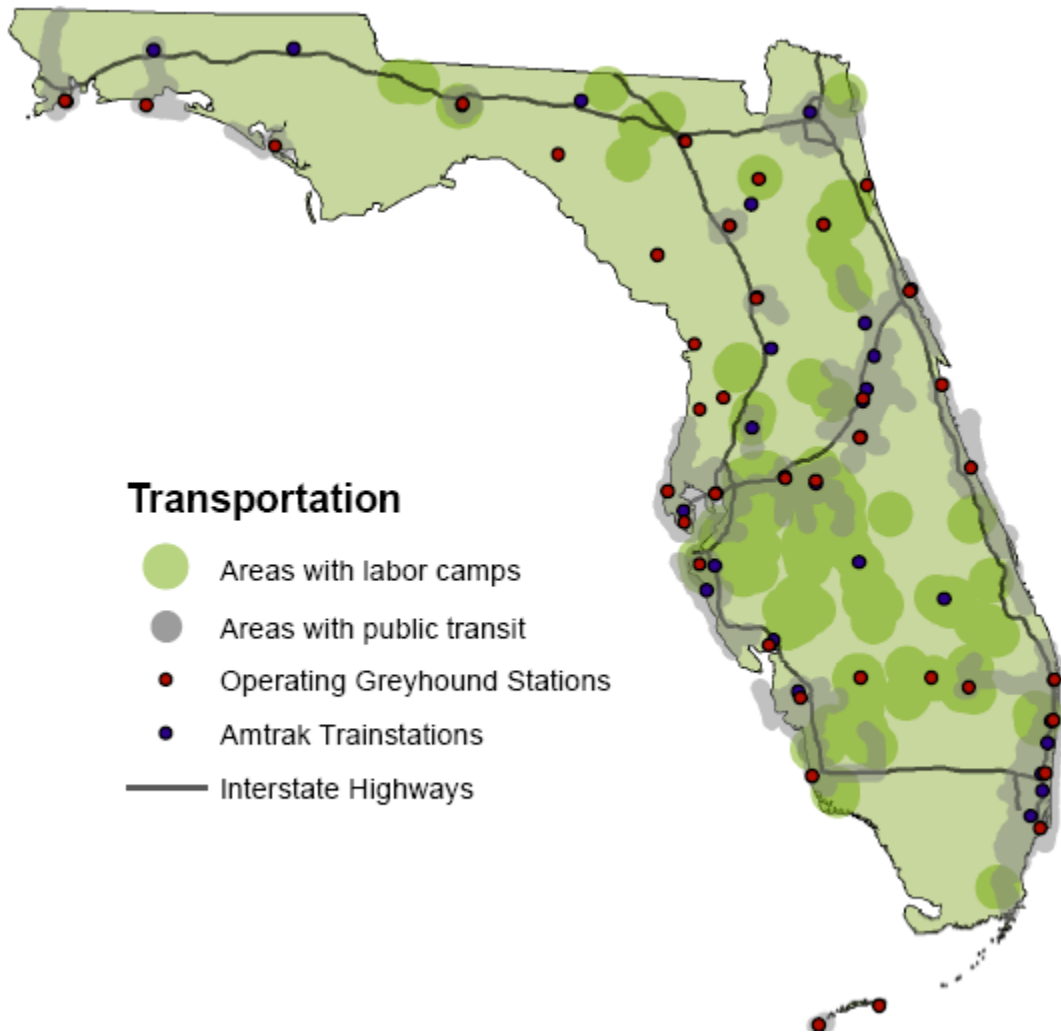 Transportation
Areas with labor camps
Areas with public transit
Operating Greyhound Stations
Amtrak Trainstations
Interstate Highways